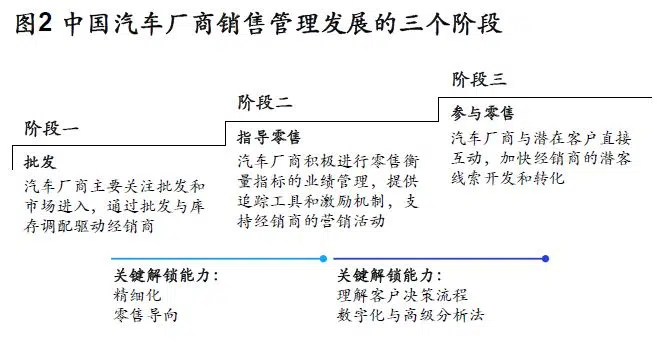 图2 中国汽车厂商销售管理发展的三个阶段
阶段一
批发
汽车厂商主要关注批发和
市场进入，通过批发与库
存调配驱动经销商
阶段二
指导零售
汽车厂商积极进行零售衡
量指标的业绩管理，提供
追踪工具和激励机制，支
持经销商的营销活动
阶段三
参与零售
汽车厂商与潜在客户直接
互动，加快经销商的潜客
线索开发和转化
关键解锁能力：
精细化
零售导向
关键解锁能力：
理解客户决策流程
数字化与高级分析法